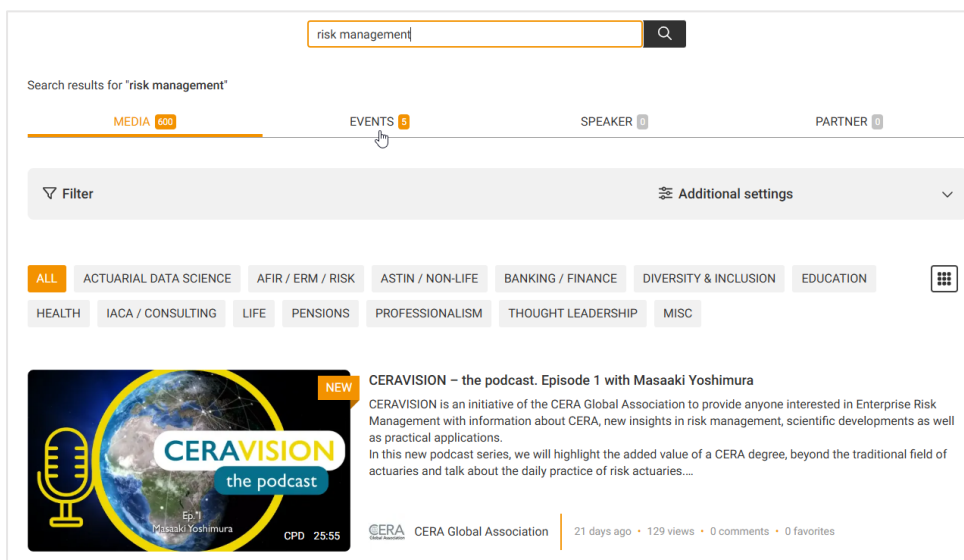 risk management
Search results for "risk management"
MEDIA 600 EVENTS 5 SPEAKER 0 PARTNER 0
Filter Additional settings
ALL ACTUARIAL DATA SCIENCE AFIR / ERM / RISK ASTIN / NON-LIFE BANKING / FINANCE DIVERSITY & INCLUSION EDUCATION
HEALTH IACA / CONSULTING LIFE PENSIONS PROFESSIONALISM THOUGHT LEADERSHIP MISC
NEW
CERAVISION
the podcast
Ep. 1
Masaaki Yoshimura
CPD 25:55
CERAVISION – the podcast. Episode 1 with Masaaki Yoshimura
CERAVISION is an initiative of the CERA Global Association to provide anyone interested in Enterprise Risk
Management with information about CERA, new insights in risk management, scientific developments as well
as practical applications.
In this new podcast series, we will highlight the added value of a CERA degree, beyond the traditional field of
actuaries and talk about the daily practice of risk actuaries....
CERA
Global Association
CERA Global Association 21 days ago • 129 views • 0 comments • 0 favorites